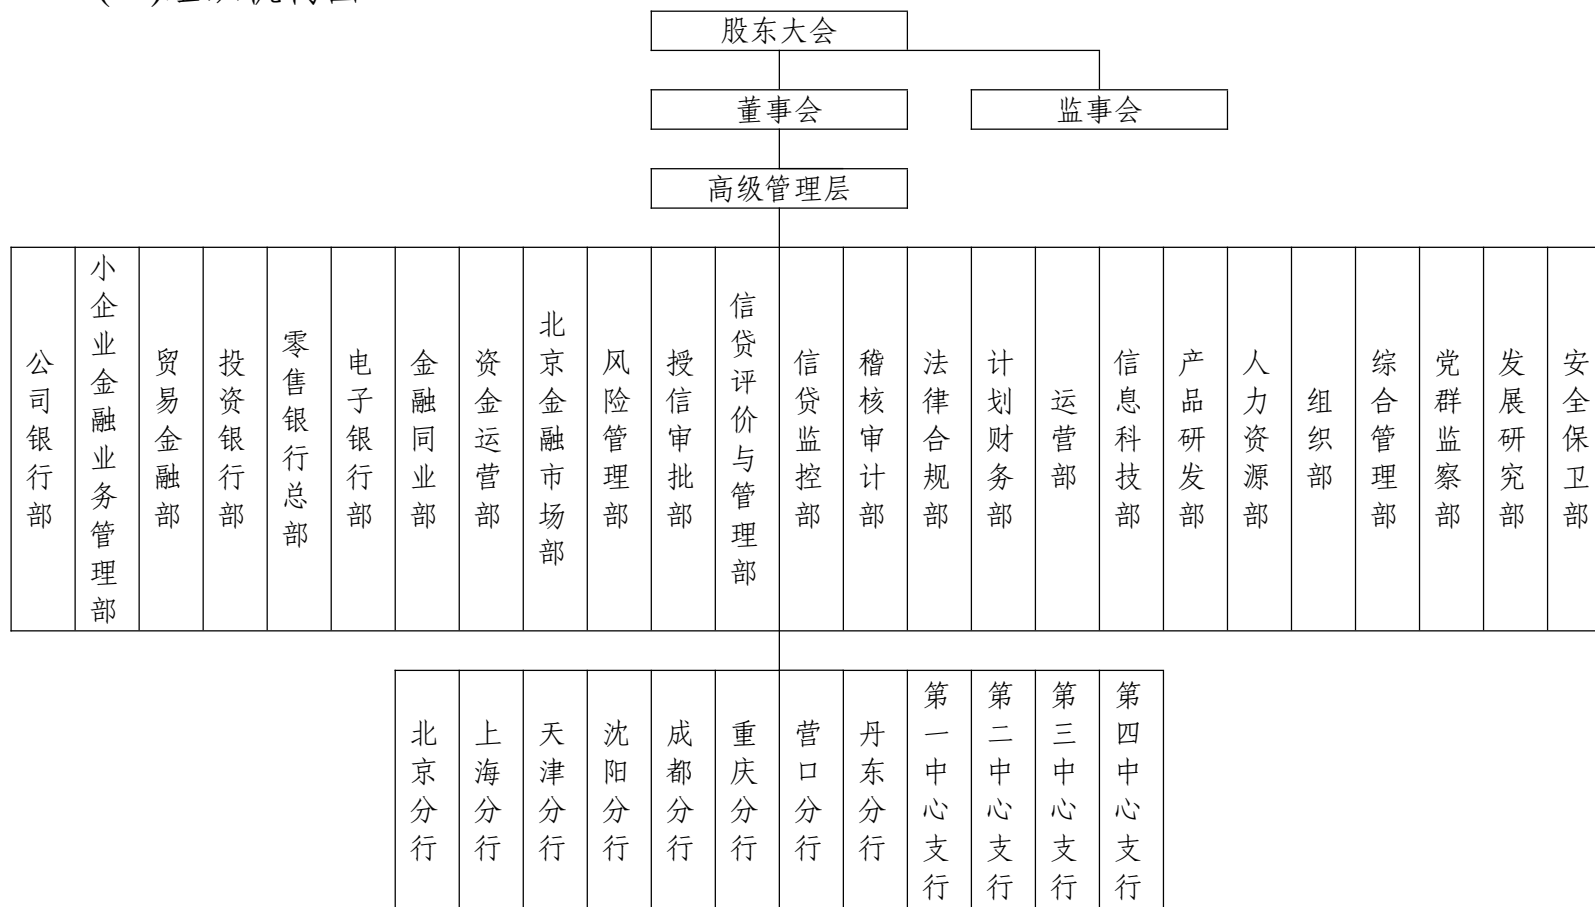 股东大会
董事会
监事会
高级管理层
公司银行部
小企业金融业务管理部
贸易金融部
投资银行部
零售银行总部
电子银行部
金融同业部
资金运营部
北京金融市场部
风险管理部
授信审批部
信贷评价与管理部
信贷监控部
稽核审计部
法律合规部
计划财务部
运营部
信息科技部
产品研发部
人力资源部
组织部
综合管理部
党群监察部
发展研究部
安全保卫部
北京分行
上海分行
天津分行
沈阳分行
成都分行
重庆分行
营口分行
丹东分行
第一中心支行
第二中心支行
第三中心支行
第四中心支行